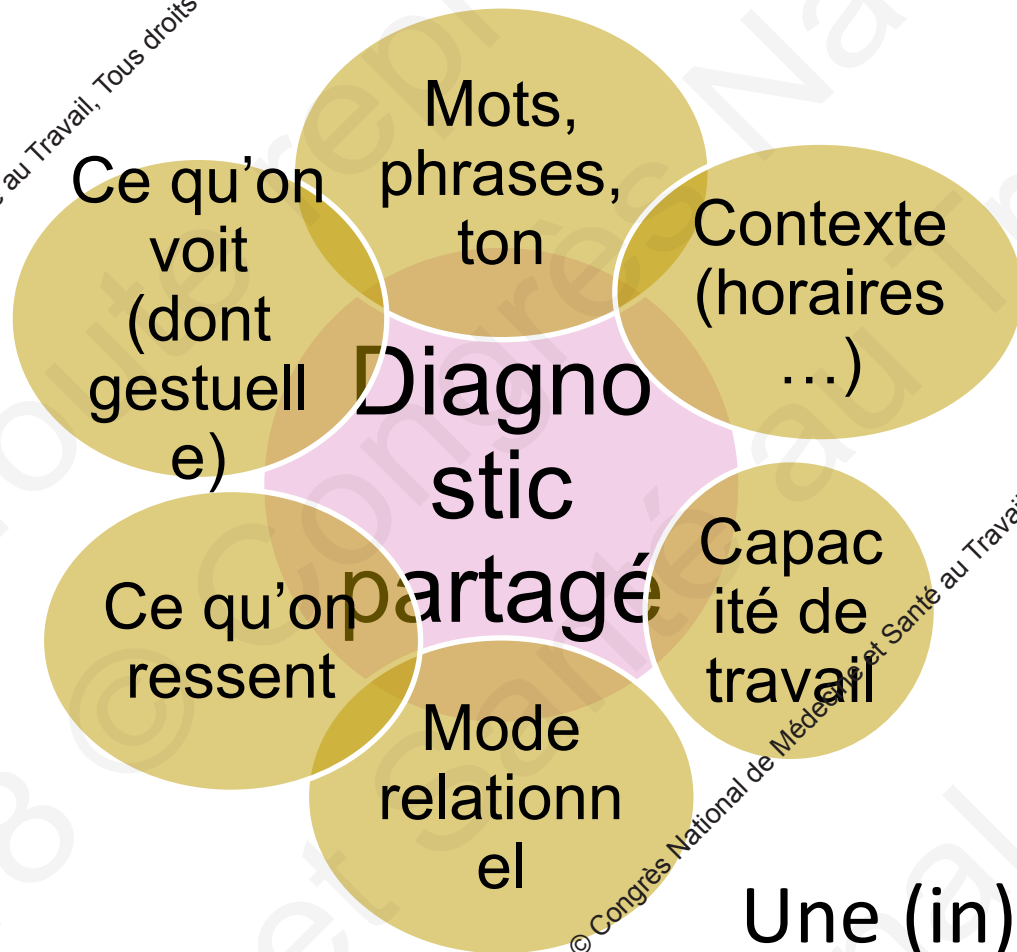 au Travail, Tous droits
Mots,
phrases,
ton
Ce qu’on
voit
(dont
gestuell
e)
Contexte
(horaires
…)
Diagno
stic
partagé
Capac
ité de
travail
Ce qu’on
ressent
Mode
relationn
el
© Congrès National de Médecine et Santé au Travail
Une (in)